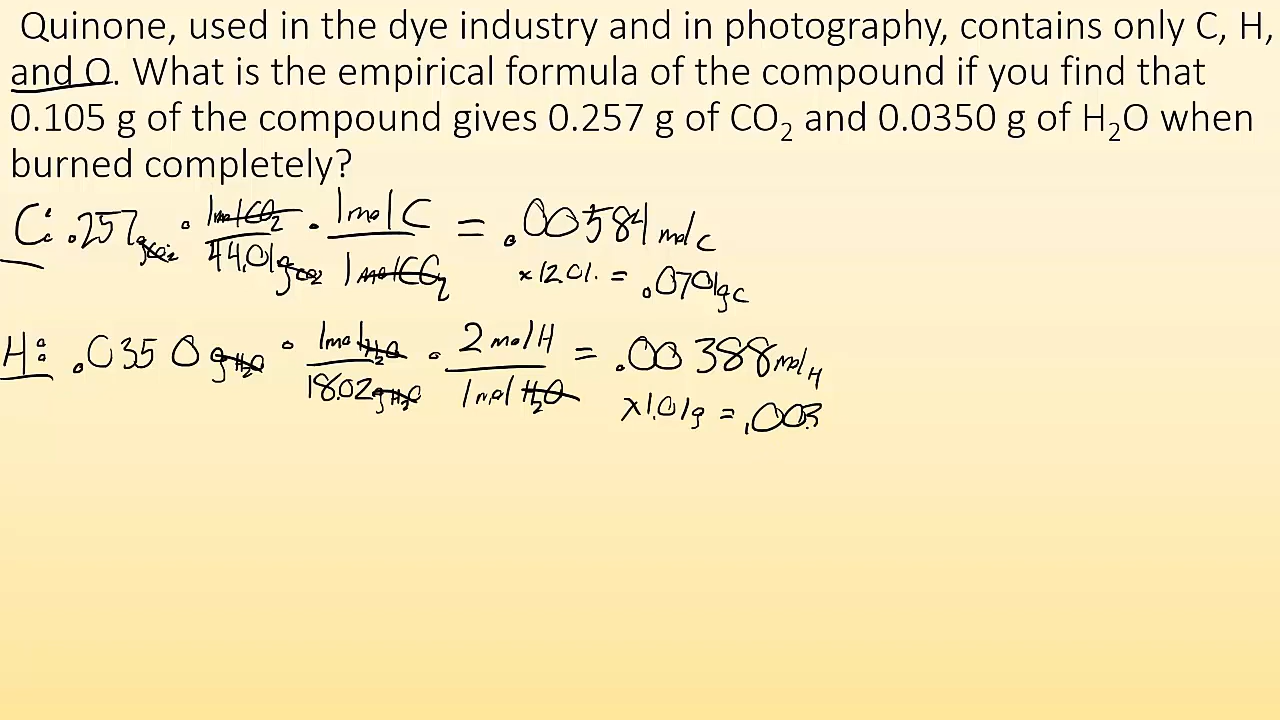 Quinone, used in the dye industry and in photography, contains only C, H,
and O. What is the empirical formula of the compound if you find that
0.105 g of the compound gives 0.257 g of CO₂ and 0.0350 g of H₂O when
burned completely?
C: .257 g CO₂ · 1 mol CO₂ / 44.01 g CO₂ · 1 mol C / 1 mol CO₂ = .00584 mol C
x 12.01 = .0701 g C
H: .0350 g H₂O · 1 mol H₂O / 18.02 g H₂O · 2 mol H / 1 mol H₂O = .00388 mol H
x 1.01 g = .003